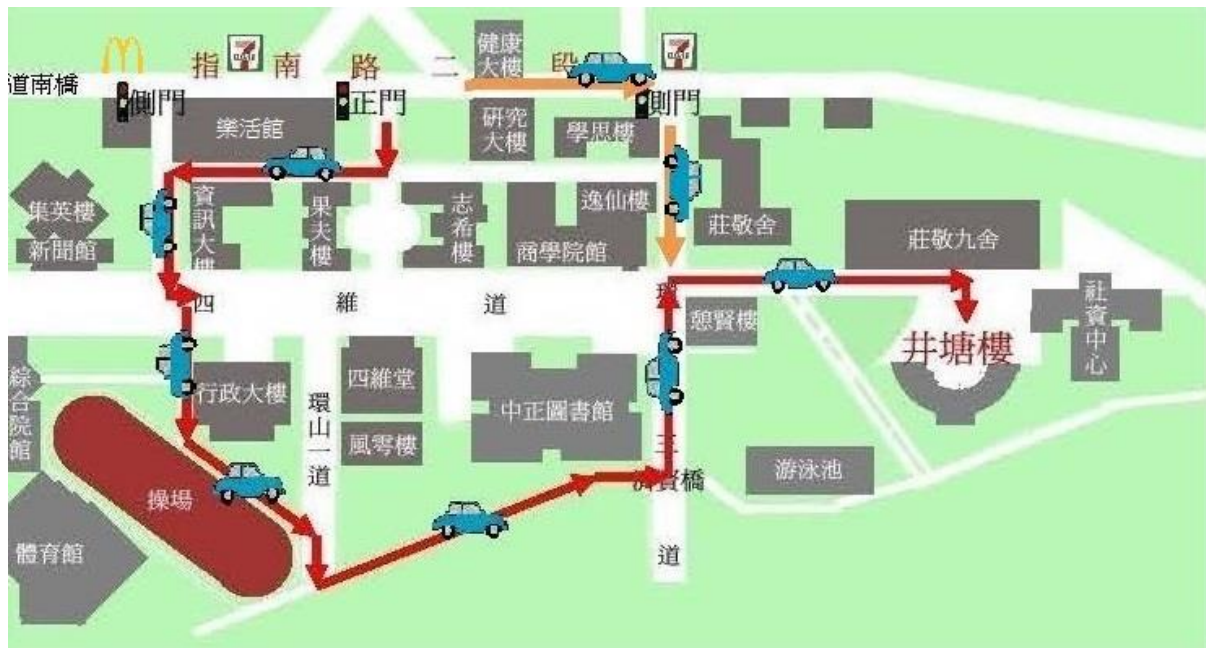 指南路二段
道南橋
側門
正門
側門
健康
大樓
研究
大樓
樂活館
學思樓
集英樓
新聞館
資訊大樓
果夫樓
志希樓
逸仙樓
商學院館
莊敬舍
莊敬九舍
四維道
社資中心
憩賢樓
井塘樓
綜合院館
行政大樓
四維堂
環山一道
風雩樓
中正圖書館
操場
體育館
游泳池
濟賢橋
三
道